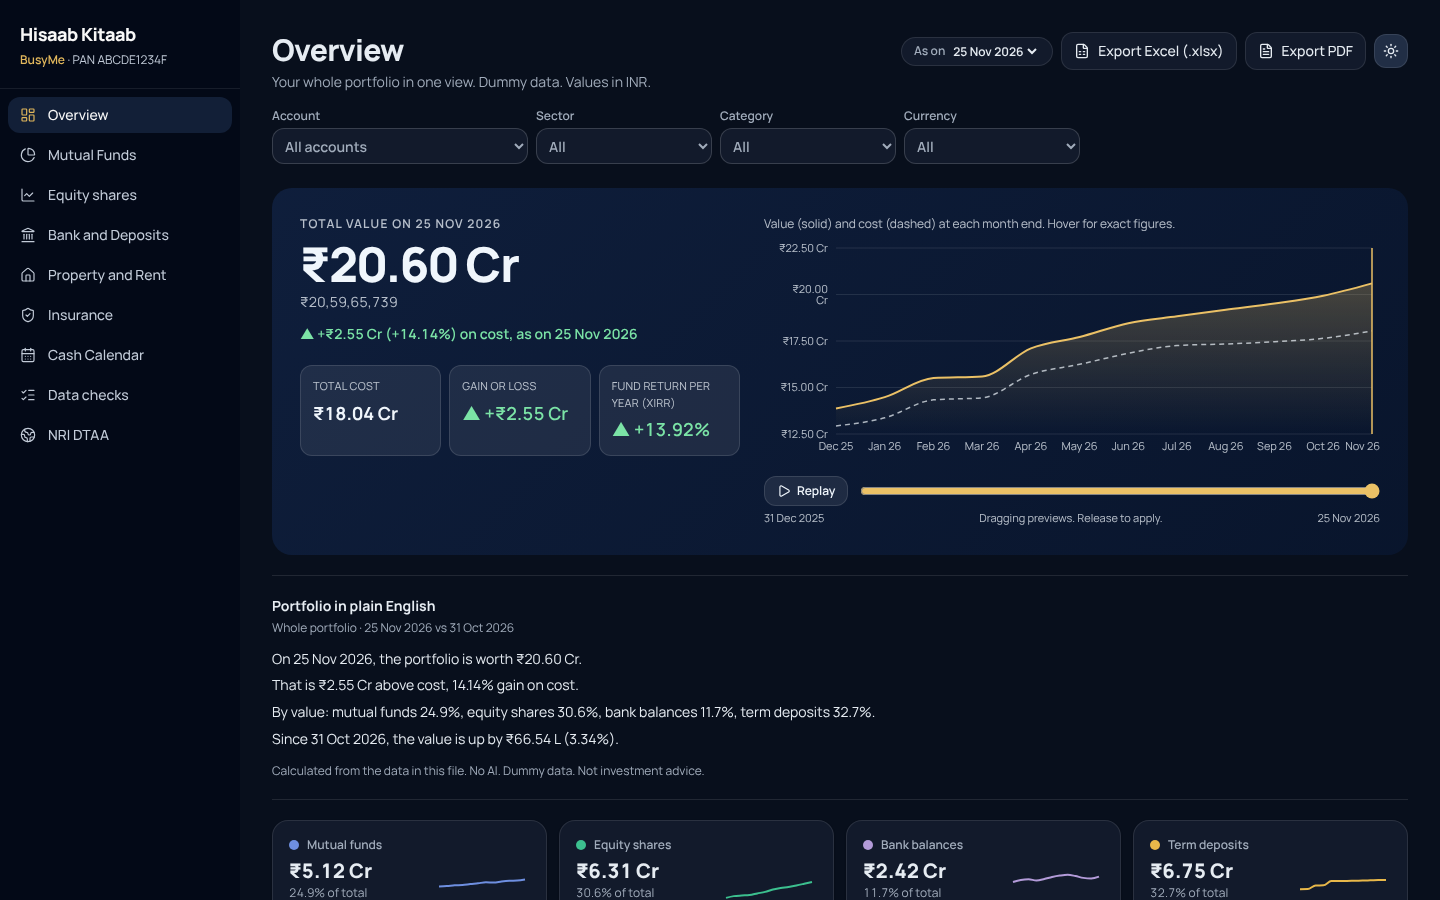 Hisaab Kitaab
BusyMe · PAN ABCDE1234F
Overview
Mutual Funds
Equity shares
Bank and Deposits
Property and Rent
Insurance
Cash Calendar
Data checks
NRI DTAA
Overview
Your whole portfolio in one view. Dummy data. Values in INR.
As on 25 Nov 2026
Export Excel (.xlsx)
Export PDF
Account
All accounts
Sector
All
Category
All
Currency
All
TOTAL VALUE ON 25 NOV 2026
₹20.60 Cr
₹20,59,65,739
▲ +₹2.55 Cr (+14.14%) on cost, as on 25 Nov 2026
TOTAL COST
₹18.04 Cr
GAIN OR LOSS
▲ +₹2.55 Cr
FUND RETURN PER
YEAR (XIRR)
▲ +13.92%
Value (solid) and cost (dashed) at each month end. Hover for exact figures.
₹22.50 Cr
₹20.00
Cr
₹17.50 Cr
₹15.00 Cr
₹12.50 Cr
Dec 25 Jan 26 Feb 26 Mar 26 Apr 26 May 26 Jun 26 Jul 26 Aug 26 Sep 26 Oct 26 Nov 26
Replay
31 Dec 2025 Dragging previews. Release to apply. 25 Nov 2026
Portfolio in plain English
Whole portfolio · 25 Nov 2026 vs 31 Oct 2026
On 25 Nov 2026, the portfolio is worth ₹20.60 Cr.
That is ₹2.55 Cr above cost, 14.14% gain on cost.
By value: mutual funds 24.9%, equity shares 30.6%, bank balances 11.7%, term deposits 32.7%.
Since 31 Oct 2026, the value is up by ₹66.54 L (3.34%).
Calculated from the data in this file. No AI. Dummy data. Not investment advice.
Mutual funds
₹5.12 Cr
24.9% of total
Equity shares
₹6.31 Cr
30.6% of total
Bank balances
₹2.42 Cr
11.7% of total
Term deposits
₹6.75 Cr
32.7% of total